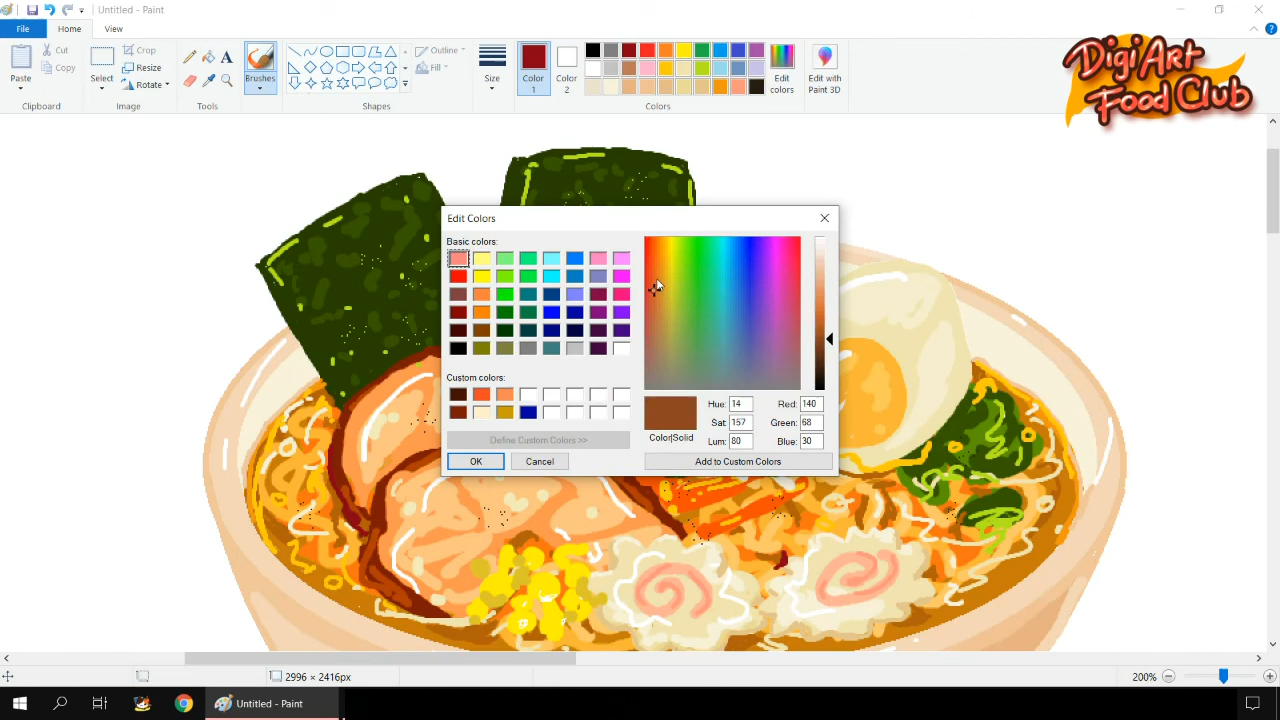 Untitled - Paint
File
Home
View
Paste
Cut
Copy
Clipboard
Select
Crop
Resize
Rotate
Image
Tools
Brushes
Outline
Fill
Shapes
Size
Color
1
Color
2
Edit
colors
Colors
Edit with
Paint 3D
DigiArt
Food Club
Edit Colors
Basic colors:
Custom colors:
Define Custom Colors >>
OK
Cancel
Color|Solid
Hue: 14
Sat: 157
Lum: 80
Red: 140
Green: 68
Blue: 30
Add to Custom Colors
2996 × 2416px
200%
Untitled - Paint